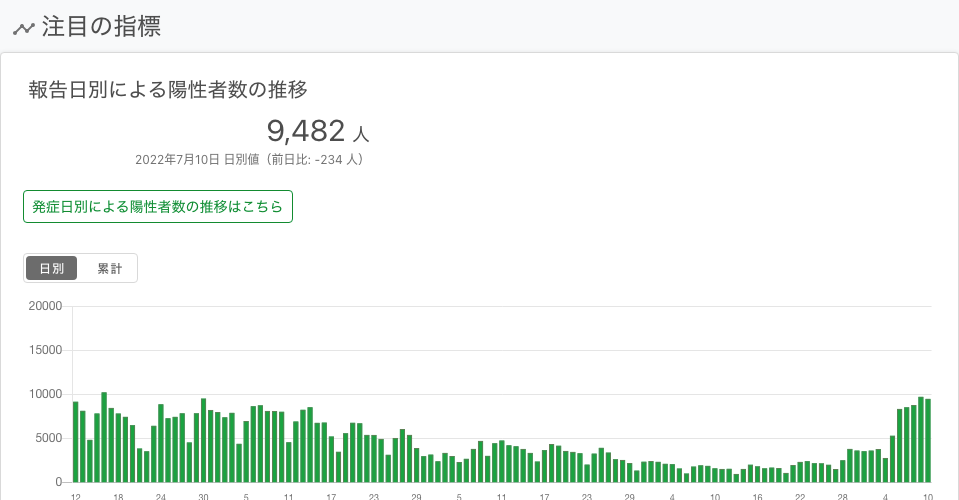 注目の指標
報告日別による陽性者数の推移
9,482 人
2022年7月10日 日別値（前日比: -234 人）
発症日別による陽性者数の推移はこちら
日別 累計
20000
15000
10000
5000
0
12 18 24 30 5 11 17 23 29 5 11 17 23 29 4 10 16 22 28 4 10